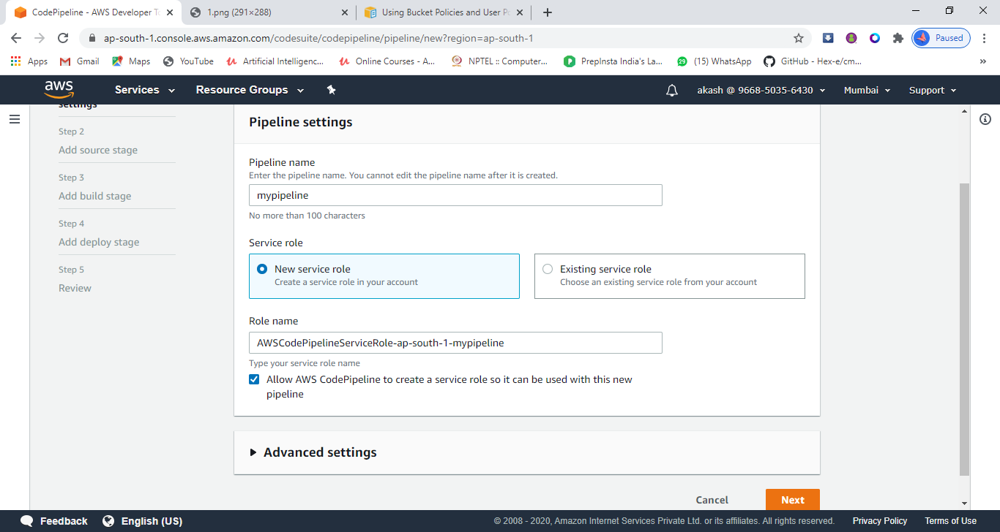 CodePipeline - AWS Developer To
1.png (291×288)
Using Bucket Policies and User Po
ap-south-1.console.aws.amazon.com/codesuite/codepipeline/pipeline/new?region=ap-south-1
Paused
Apps
Gmail
Maps
YouTube
Artificial Intelligenc...
Online Courses - A...
NPTEL :: Computer...
PrepInsta India's La...
(15) WhatsApp
GitHub - Hex-e/cm...
aws
Services
Resource Groups
akash @ 9668-5035-6430
Mumbai
Support
settings
Step 2
Add source stage
Step 3
Add build stage
Step 4
Add deploy stage
Step 5
Review
Pipeline settings
Pipeline name
Enter the pipeline name. You cannot edit the pipeline name after it is created.
mypipeline
No more than 100 characters
Service role
New service role
Create a service role in your account
Existing service role
Choose an existing service role from your account
Role name
AWSCodePipelineServiceRole-ap-south-1-mypipeline
Type your service role name
Allow AWS CodePipeline to create a service role so it can be used with this new
pipeline
Advanced settings
Cancel
Next
Feedback
English (US)
© 2008 - 2020, Amazon Internet Services Private Ltd. or its affiliates. All rights reserved.
Privacy Policy
Terms of Use